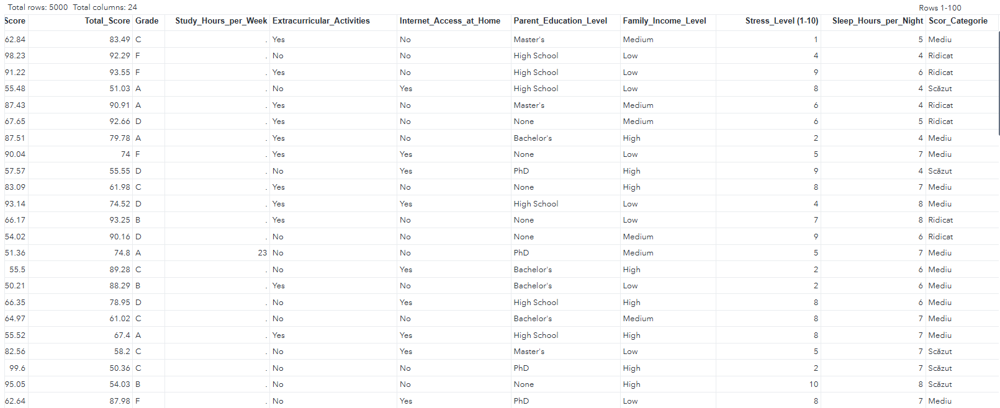 Total rows: 5000 Total columns: 24 Rows 1-100
Score Total_Score Grade Study_Hours_per_Week Extracurricular_Activities Internet_Access_at_Home Parent_Education_Level Family_Income_Level Stress_Level (1-10) Sleep_Hours_per_Night Scor_Categorie
62.84 83.49 C . Yes No Master's Medium 1 5 Mediu
98.23 92.29 F . No No High School Low 4 4 Ridicat
91.22 93.55 F . Yes No High School Low 9 6 Ridicat
55.48 51.03 A . No Yes High School Low 8 4 Scăzut
87.43 90.91 A . Yes No Master's Medium 6 4 Ridicat
67.65 92.66 D . Yes No None Medium 6 5 Ridicat
87.51 79.78 A . Yes No Bachelor's High 2 4 Mediu
90.04 74 F . Yes Yes None Low 5 7 Mediu
57.57 55.55 D . No Yes PhD High 9 4 Scăzut
83.09 61.98 C . Yes No None High 8 7 Mediu
93.14 74.52 D . Yes Yes High School Low 4 8 Mediu
66.17 93.25 B . Yes No None Low 7 8 Ridicat
54.02 90.16 D . No No None Medium 9 6 Ridicat
51.36 74.8 A 23 No No PhD Medium 5 7 Mediu
55.5 89.28 C . No Yes Bachelor's High 2 6 Mediu
50.21 88.29 B . Yes No Bachelor's Low 2 6 Mediu
66.35 78.95 D . No Yes High School High 8 6 Mediu
64.97 61.02 C . No No Bachelor's Medium 8 7 Mediu
55.52 67.4 A . Yes Yes High School High 8 7 Mediu
82.56 58.2 C . No Yes Master's Low 5 7 Scăzut
99.6 50.36 C . No No PhD High 2 7 Scăzut
95.05 54.03 B . No No None High 10 8 Scăzut
62.64 87.98 F . No Yes PhD Low 8 7 Mediu